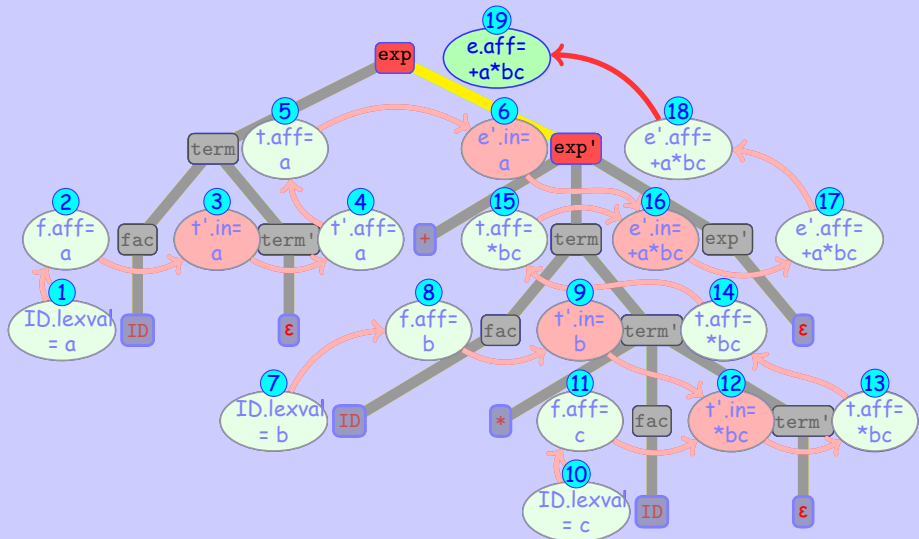 19
e.aff=
+a*bc
exp
5
t.aff=
a
6
e'.in=
a
18
e'.aff=
+a*bc
term
exp'
2
f.aff=
a
3
t'.in=
a
4
t'.aff=
a
15
t.aff=
*bc
16
e'.in=
+a*bc
17
e'.aff=
+a*bc
fac
term'
+
term
exp'
1
ID.lexval
= a
ID
ε
8
f.aff=
b
9
t'.in=
b
14
t.aff=
*bc
fac
term'
ε
7
ID.lexval
= b
ID
*
11
f.aff=
c
fac
12
t'.in=
*bc
term'
13
t.aff=
*bc
10
ID.lexval
= c
ID
ε